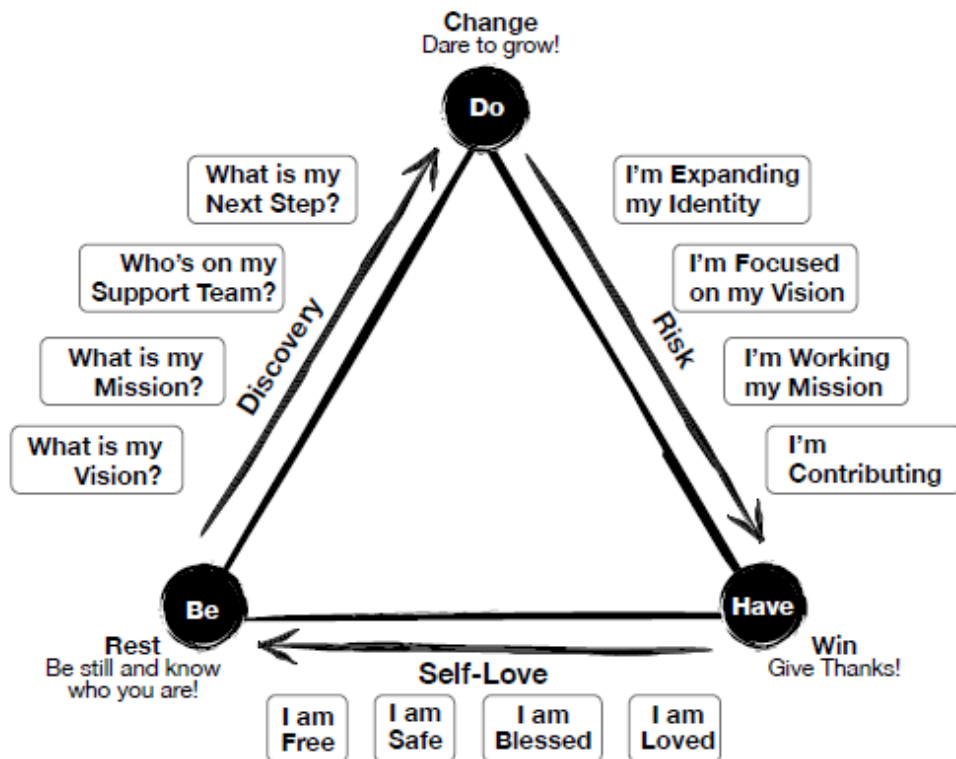 Change
Dare to grow!
Do
What is my
Next Step?
I'm Expanding
my Identity
Who's on my
Support Team?
I'm Focused
on my Vision
Discovery
Risk
What is my
Mission?
I'm Working
my Mission
What is my
Vision?
I'm
Contributing
Be
Have
Rest
Be still and know
who you are!
Win
Give Thanks!
Self-Love
I am
Free
I am
Safe
I am
Blessed
I am
Loved